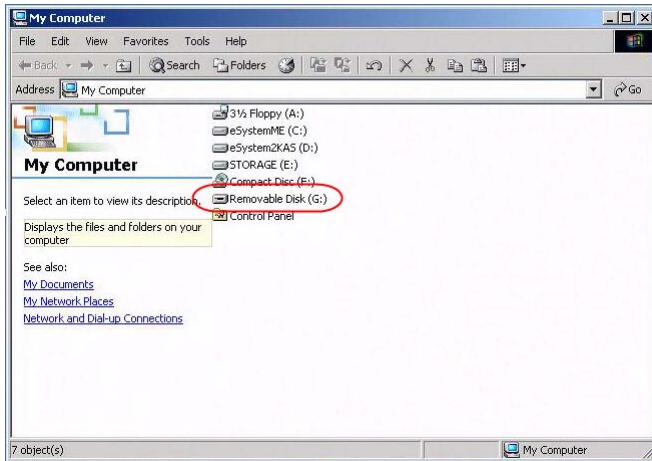 My Computer
File Edit View Favorites Tools Help
Back Search Folders
Address My Computer Go
3½ Floppy (A:)
eSystemME (C:)
eSystem2KAS (D:)
STORAGE (E:)
Compact Disc (F:)
Removable Disk (G:)
Control Panel
My Computer
Select an item to view its description.
Displays the files and folders on your
computer
See also:
My Documents
My Network Places
Network and Dial-up Connections
7 object(s) My Computer